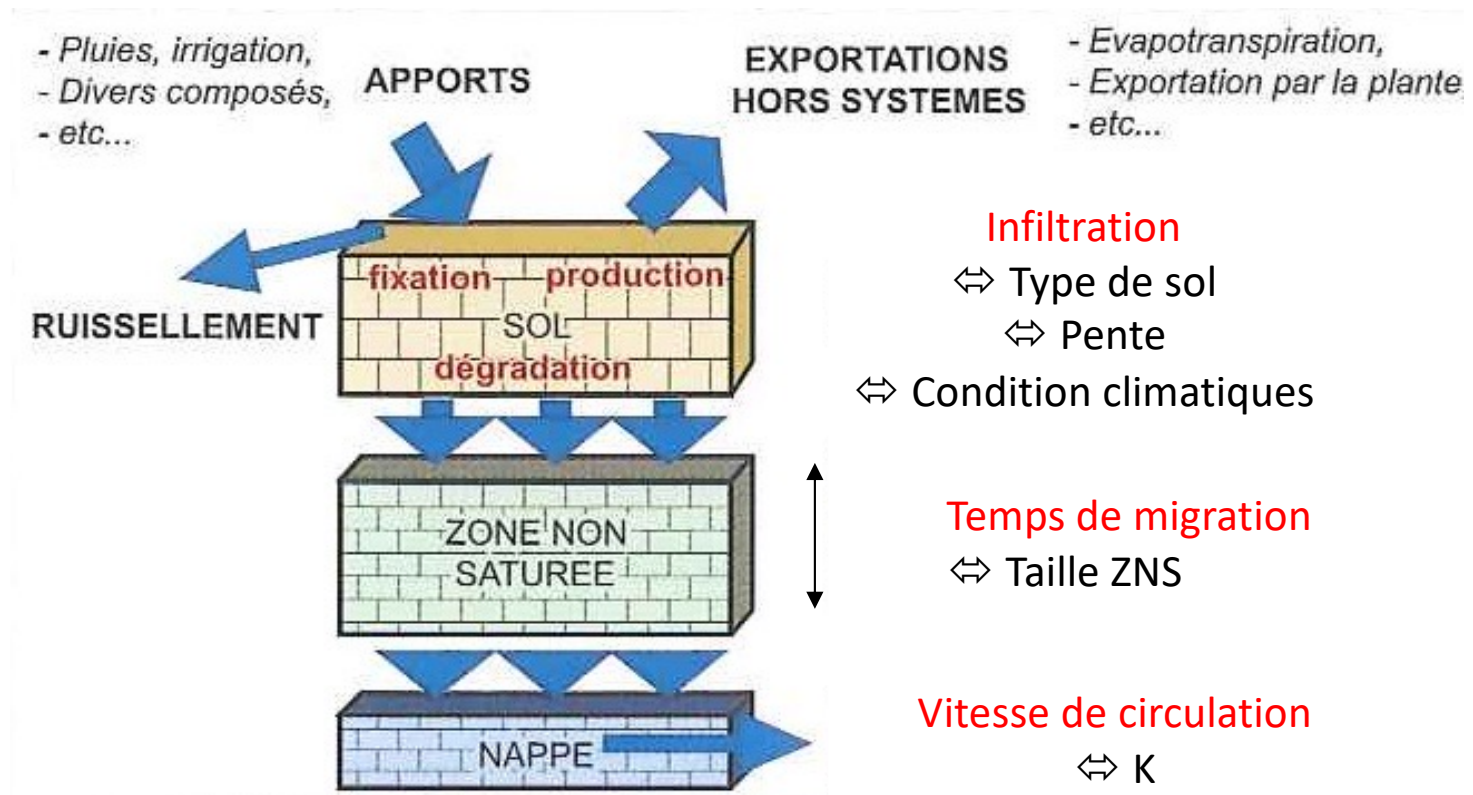 - Pluies, irrigation,
- Divers composés,
- etc...
APPORTS
EXPORTATIONS
HORS SYSTEMES
- Evapotranspiration,
- Exportation par la plante,
- etc...
RUISSELLEMENT
fixation production
SOL
dégradation
Infiltration
⬄ Type de sol
⬄ Pente
⬄ Condition climatiques
ZONE NON
SATUREE
Temps de migration
⬄ Taille ZNS
NAPPE
Vitesse de circulation
⬄ K